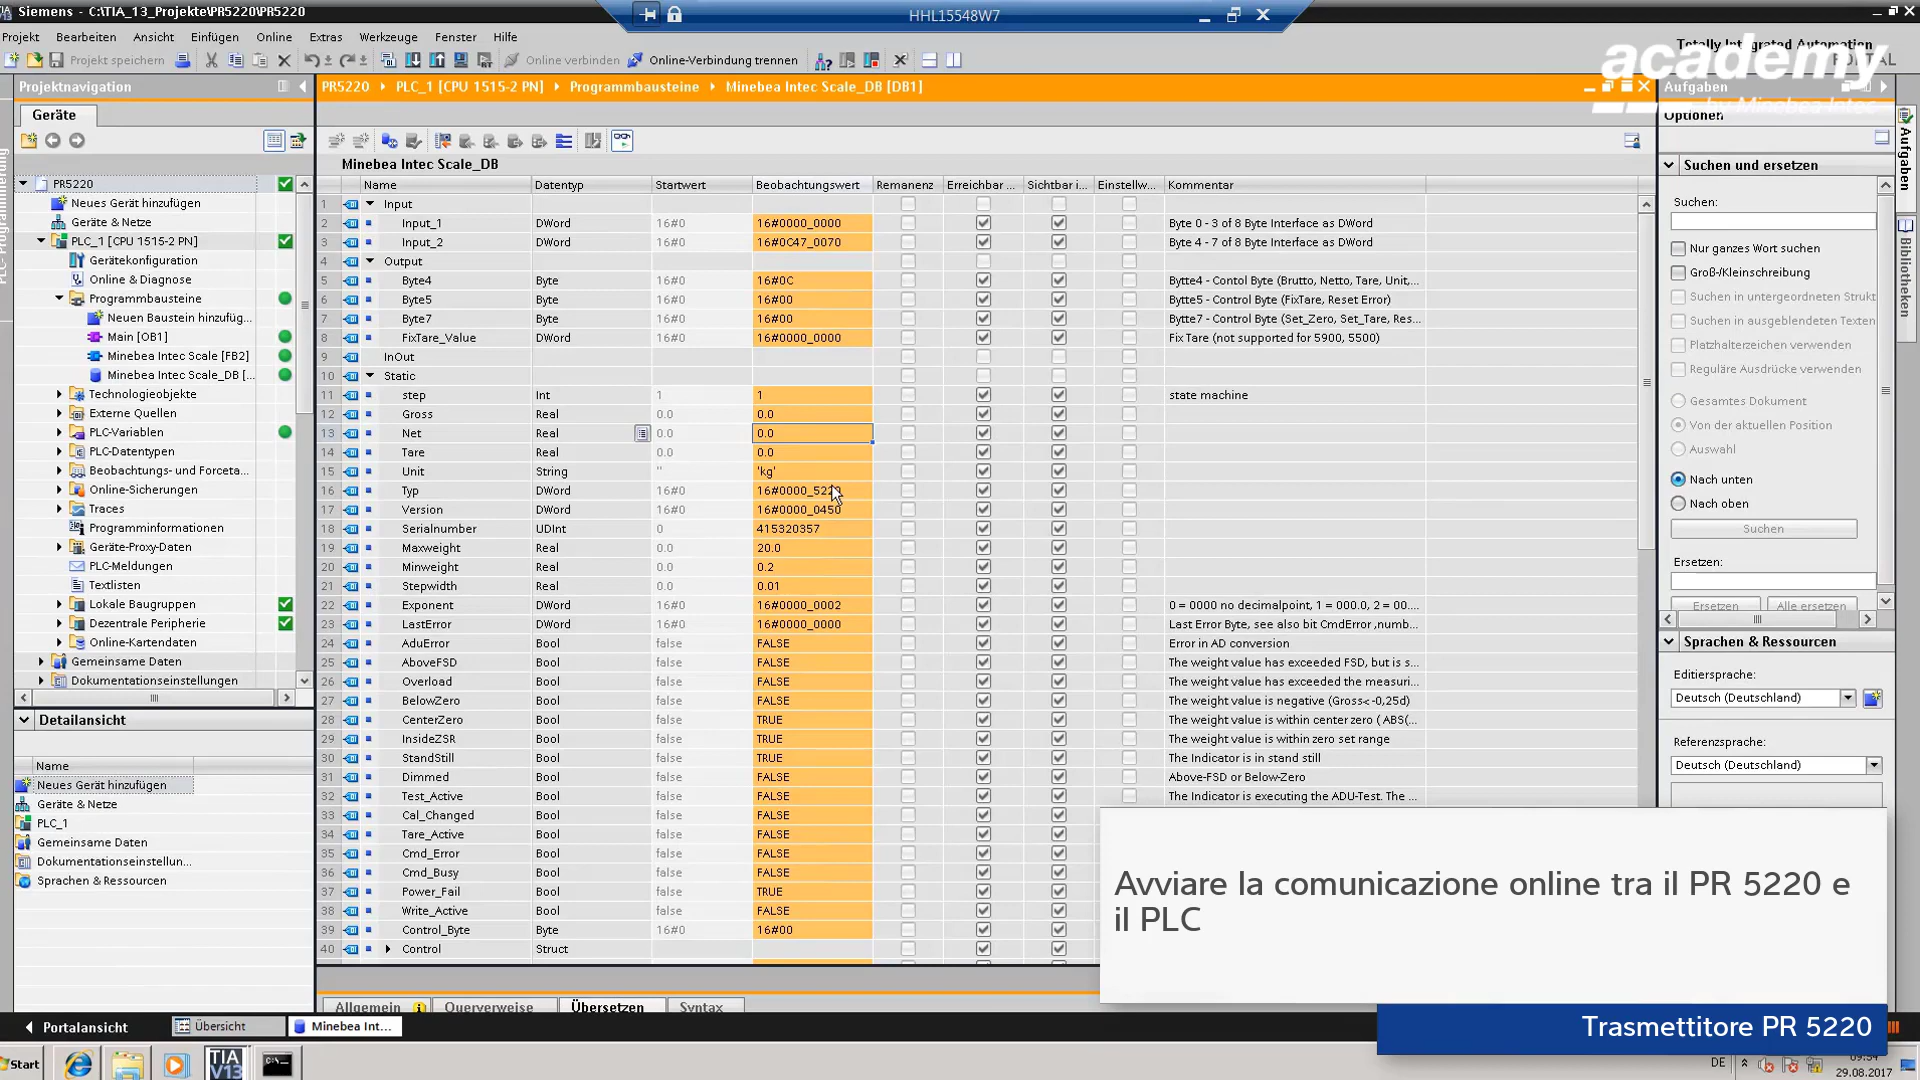 Siemens - C:\TIA_13_Projekte\PR5220\PR5220
HHL15548W7
Projekt Bearbeiten Ansicht Einfügen Online Extras Werkzeuge Fenster Hilfe
Totally Integrated Automation
PORTAL
Projekt speichern Online verbinden Online-Verbindung trennen
academy
by Minebea Intec
Projektnavigation
PR5220 PLC_1 [CPU 1515-2 PN] Programmbausteine Minebea Intec Scale_DB [DB1]
Aufgaben
Geräte
Optionen
Minebea Intec Scale_DB
Name Datentyp Startwert Beobachtungswert Remanenz Erreichbar ... Sichtbar i... Einstellw... Kommentar
1 Input
2 Input_1 DWord 16#0 16#0000_0000 Byte 0 - 3 of 8 Byte Interface as DWord
3 Input_2 DWord 16#0 16#0C47_0070 Byte 4 - 7 of 8 Byte Interface as DWord
4 Output
5 Byte4 Byte 16#0 16#0C Bytte4 - Contol Byte (Brutto, Netto, Tare, Unit,...
6 Byte5 Byte 16#0 16#00 Bytte5 - Control Byte (FixTare, Reset Error)
7 Byte7 Byte 16#0 16#00 Bytte7 - Control Byte (Set_Zero, Set_Tare, Res...
8 FixTare_Value DWord 16#0 16#0000_0000 Fix Tare (not supported for 5900, 5500)
9 InOut
10 Static
11 step Int 1 1 state machine
12 Gross Real 0.0 0.0
13 Net Real 0.0 0.0
14 Tare Real 0.0 0.0
15 Unit String '' 'kg'
16 Typ DWord 16#0 16#0000_5220
17 Version DWord 16#0 16#0000_0450
18 Serialnumber UDInt 0 415320357
19 Maxweight Real 0.0 20.0
20 Minweight Real 0.0 0.2
21 Stepwidth Real 0.0 0.01
22 Exponent DWord 16#0 16#0000_0002 0 = 0000 no decimalpoint, 1 = 000.0, 2 = 00....
23 LastError DWord 16#0 16#0000_0000 Last Error Byte, see also bit CmdError ,numb...
24 AduError Bool false FALSE Error in AD conversion
25 AboveFSD Bool false FALSE The weight value has exceeded FSD, but is s...
26 Overload Bool false FALSE The weight value has exceeded the measuri...
27 BelowZero Bool false FALSE The weight value is negative (Gross< -0,25d)
28 CenterZero Bool false TRUE The weight value is within center zero ( ABS(...
29 InsideZSR Bool false TRUE The weight value is within zero set range
30 StandStill Bool false TRUE The Indicator is in stand still
31 Dimmed Bool false FALSE Above-FSD or Below-Zero
32 Test_Active Bool false FALSE The Indicator is executing the ADU-Test. The ...
33 Cal_Changed Bool false FALSE
34 Tare_Active Bool false FALSE
35 Cmd_Error Bool false FALSE
36 Cmd_Busy Bool false FALSE
37 Power_Fail Bool false TRUE
38 Write_Active Bool false FALSE
39 Control_Byte Byte 16#0 16#00
40 Control Struct
PR5220
Neues Gerät hinzufügen
Geräte & Netze
PLC_1 [CPU 1515-2 PN]
Gerätekonfiguration
Online & Diagnose
Programmbausteine
Neuen Baustein hinzufüg...
Main [OB1]
Minebea Intec Scale [FB2]
Minebea Intec Scale_DB [...
Technologieobjekte
Externe Quellen
PLC-Variablen
PLC-Datentypen
Beobachtungs- und Forceta...
Online-Sicherungen
Traces
Programminformationen
Geräte-Proxy-Daten
PLC-Meldungen
Textlisten
Lokale Baugruppen
Dezentrale Peripherie
Online-Kartendaten
Gemeinsame Daten
Dokumentationseinstellungen
Detailansicht
Name
Neues Gerät hinzufügen
Geräte & Netze
PLC_1
Gemeinsame Daten
Dokumentationseinstellun...
Sprachen & Ressourcen
Suchen und ersetzen
Suchen:
Nur ganzes Wort suchen
Groß-/Kleinschreibung
Suchen in untergeordneten Strukt
Suchen in ausgeblendeten Texten
Platzhalterzeichen verwenden
Reguläre Ausdrücke verwenden
Gesamtes Dokument
Von der aktuellen Position
Auswahl
Nach unten
Nach oben
Suchen
Ersetzen:
Ersetzen Alle ersetzen
Sprachen & Ressourcen
Editiersprache:
Deutsch (Deutschland)
Referenzsprache:
Deutsch (Deutschland)
Aufgaben
Bibliotheken
Avviare la comunicazione online tra il PR 5220 e
il PLC
Allgemein Querverweise Übersetzen Syntax
Portalansicht Übersicht Minebea Int...
Trasmettitore PR 5220
Start TIA V13 DE
29.08.2017